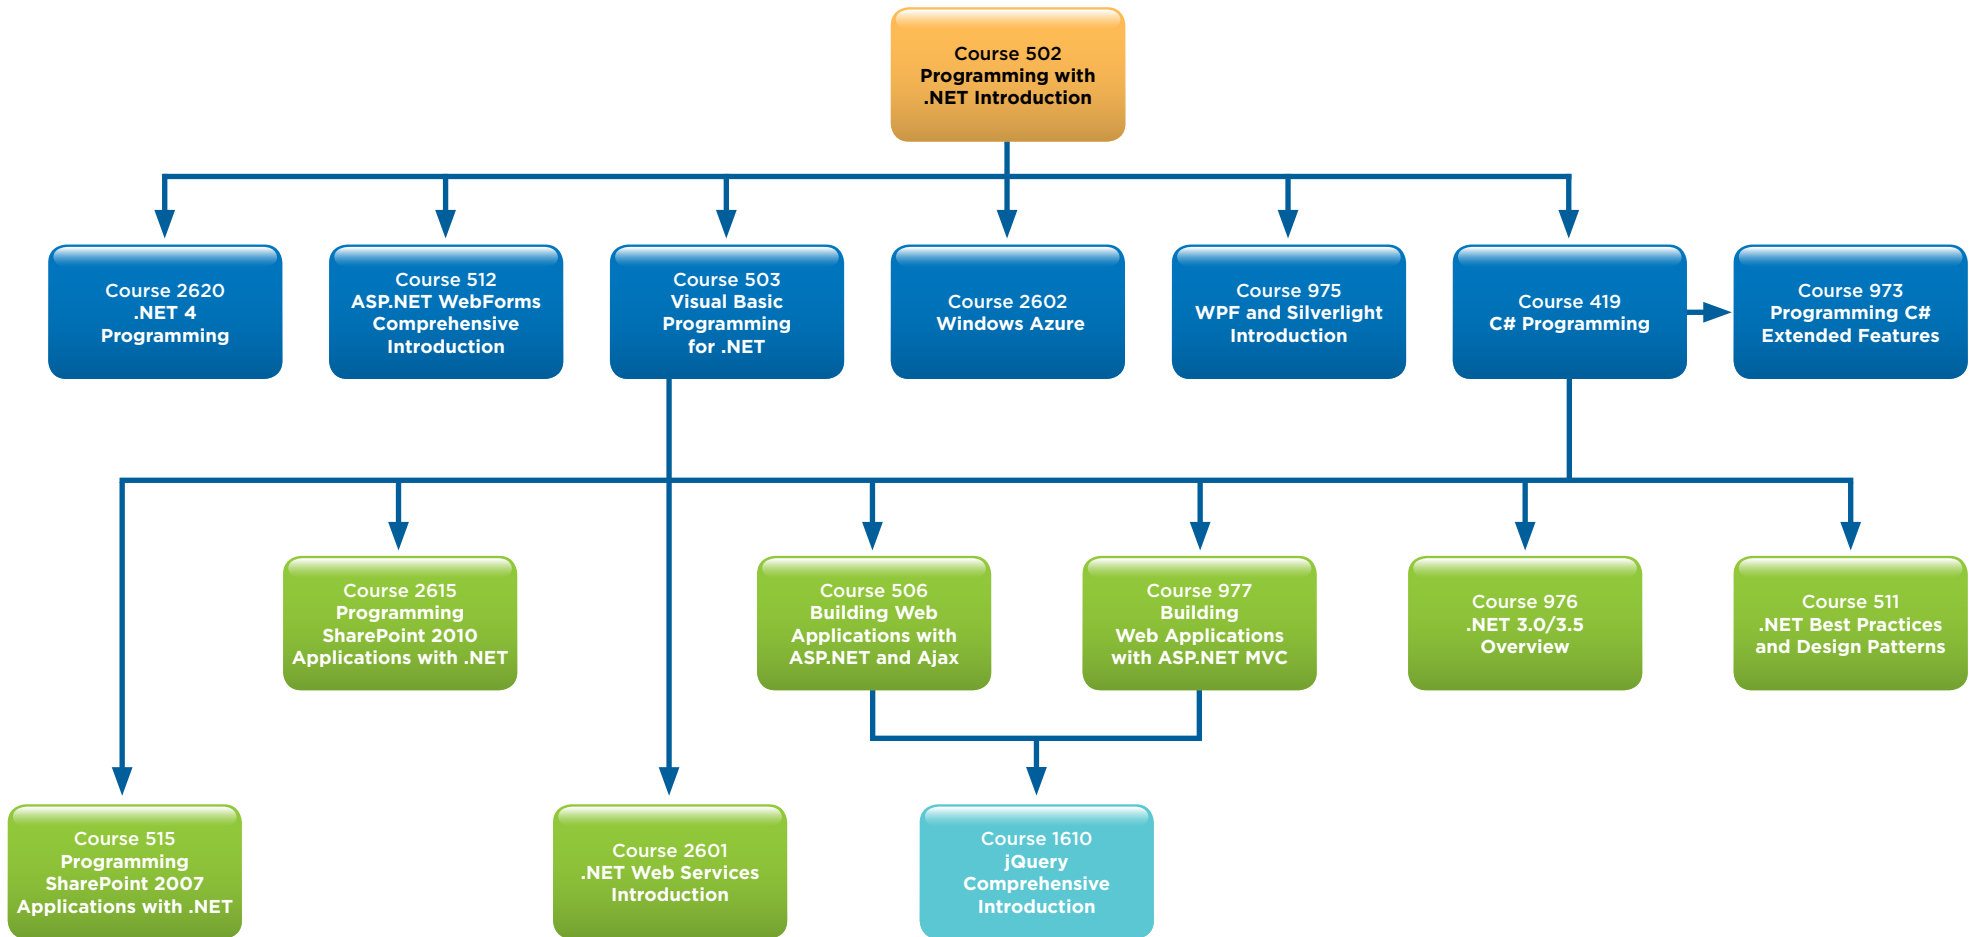 Course 502
Programming with
.NET Introduction
Course 2620
.NET 4
Programming
Course 512
ASP.NET WebForms
Comprehensive
Introduction
Course 503
Visual Basic
Programming
for .NET
Course 2602
Windows Azure
Course 975
WPF and Silverlight
Introduction
Course 419
C# Programming
Course 973
Programming C#
Extended Features
Course 2615
Programming
SharePoint 2010
Applications with .NET
Course 506
Building Web
Applications with
ASP.NET and Ajax
Course 977
Building
Web Applications
with ASP.NET MVC
Course 976
.NET 3.0/3.5
Overview
Course 511
.NET Best Practices
and Design Patterns
Course 515
Programming
SharePoint 2007
Applications with .NET
Course 2601
.NET Web Services
Introduction
Course 1610
jQuery
Comprehensive
Introduction